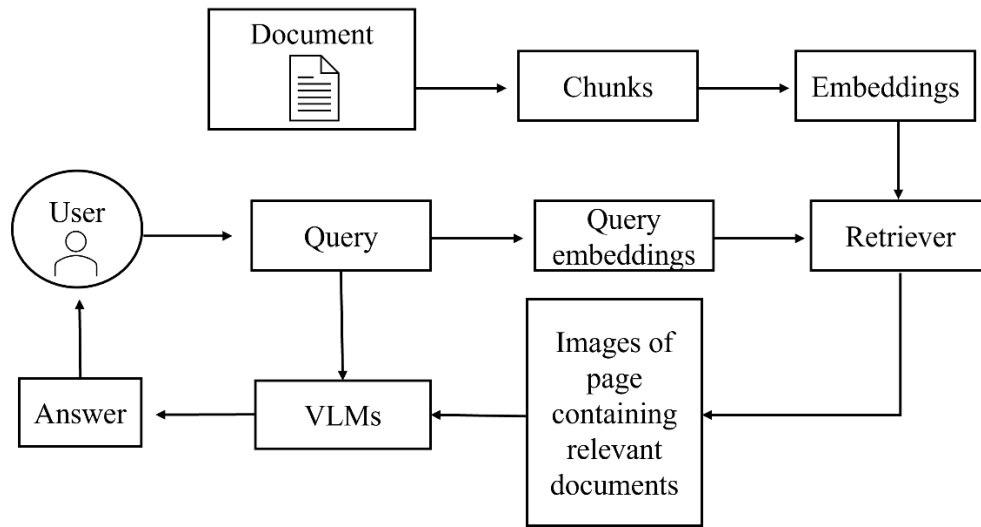 Document
Chunks
Embeddings
User
Query
Query
embeddings
Retriever
Images of
page
containing
relevant
documents
Answer
VLMs